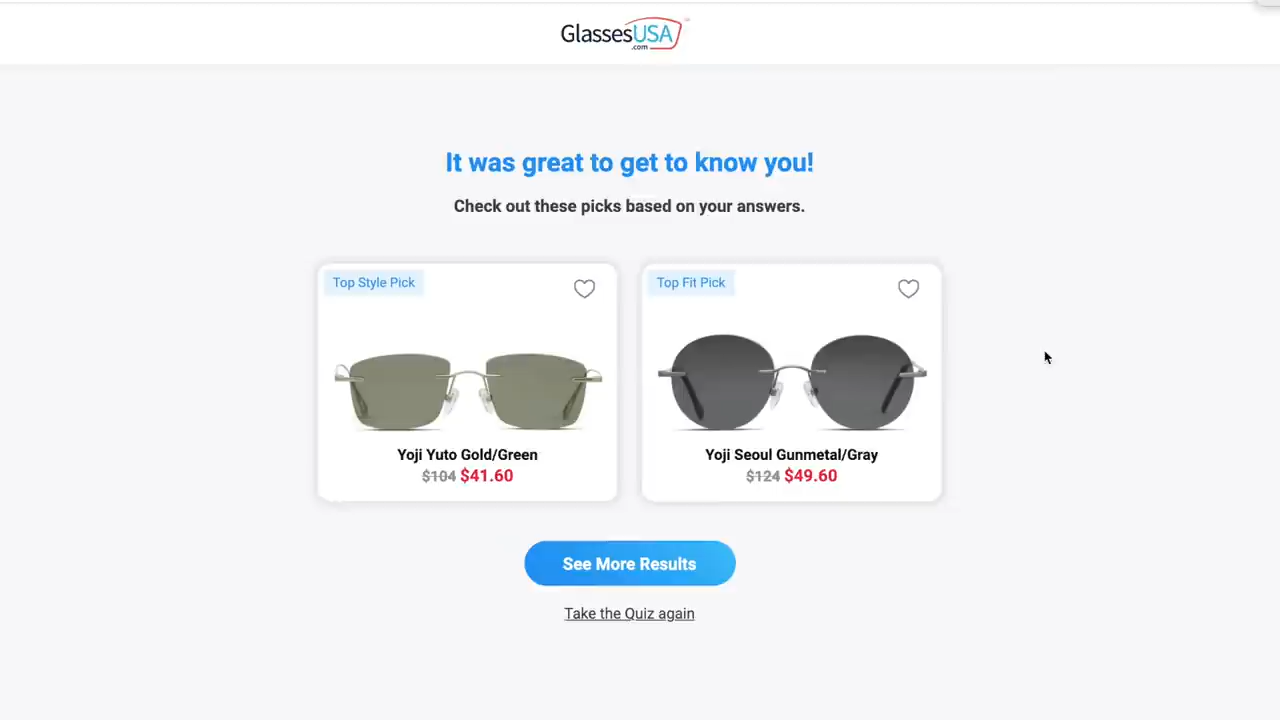 GlassesUSA
.com
It was great to get to know you!
Check out these picks based on your answers.
Top Style Pick
Yoji Yuto Gold/Green
$104 $41.60
Top Fit Pick
Yoji Seoul Gunmetal/Gray
$124 $49.60
See More Results
Take the Quiz again